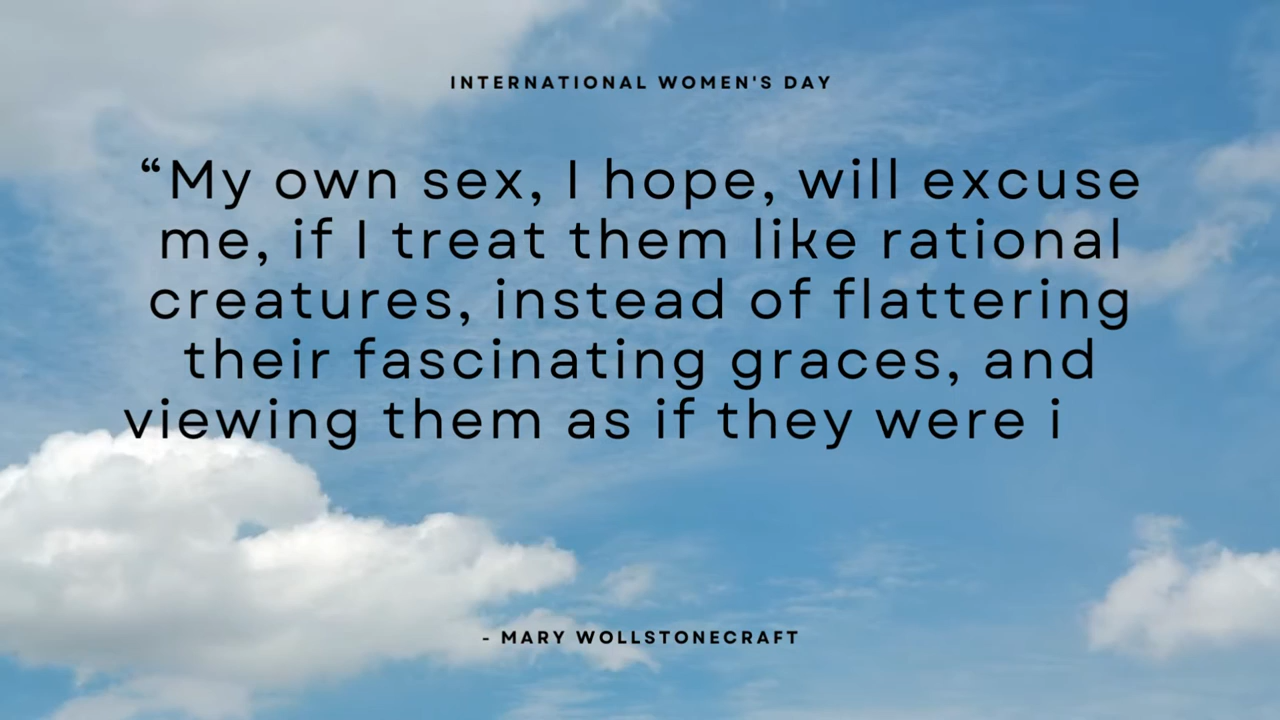 INTERNATIONAL WOMEN'S DAY
“My own sex, I hope, will excuse
me, if I treat them like rational
creatures, instead of flattering
their fascinating graces, and
viewing them as if they were i
- MARY WOLLSTONECRAFT